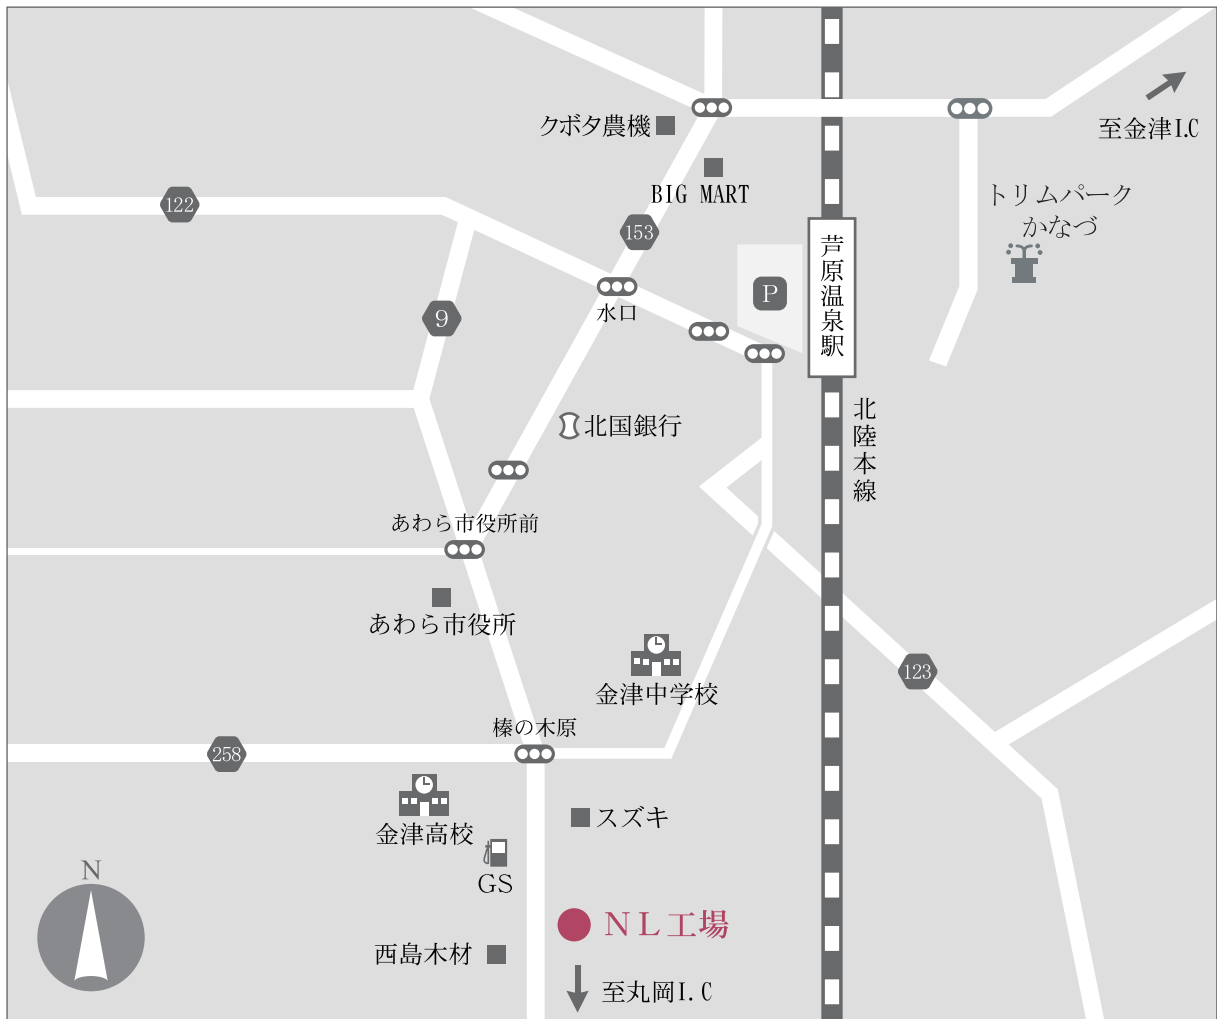 クボタ農機
至金津I.C
BIG MART
トリムパーク
かなづ
122
153
芦原温泉駅
P
9
水口
北国銀行
北陸本線
あわら市役所前
あわら市役所
金津中学校
123
榛の木原
258
スズキ
金津高校
N
GS
NL工場
西島木材
至丸岡I.C